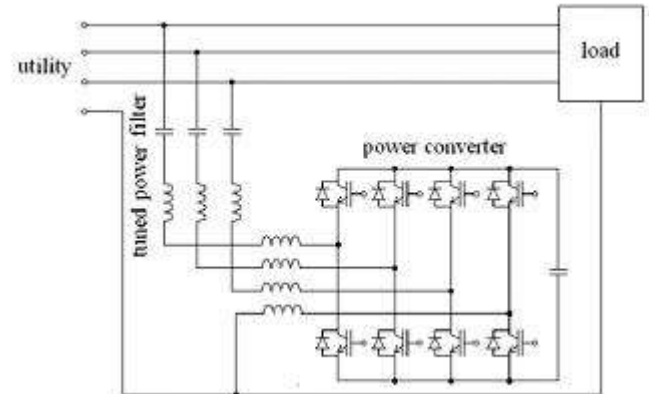 utility
load
tuned power filter
power converter